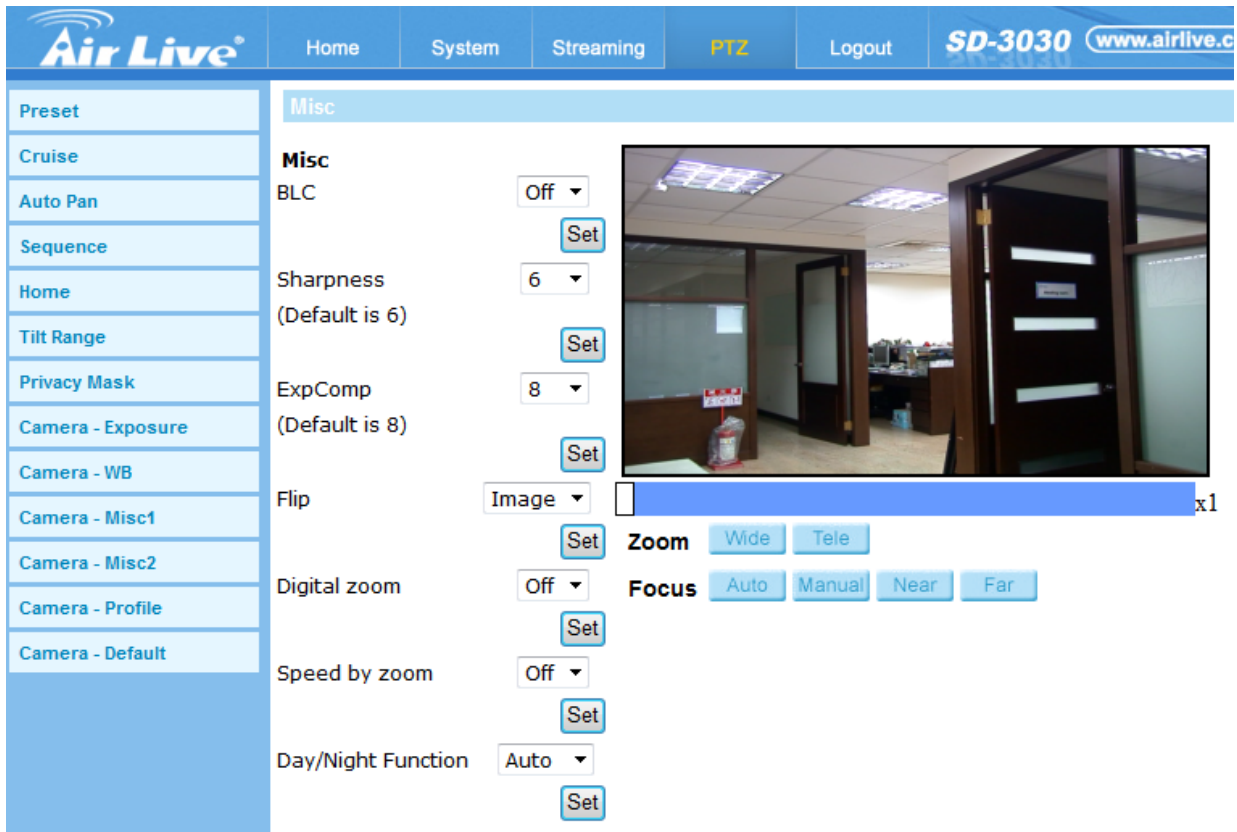 Air Live®
Home
System
Streaming
PTZ
Logout
SD-3030
www.airlive.c
Preset
Cruise
Auto Pan
Sequence
Home
Tilt Range
Privacy Mask
Camera - Exposure
Camera - WB
Camera - Misc1
Camera - Misc2
Camera - Profile
Camera - Default
Misc
Misc
BLC Off
Set
Sharpness 6
(Default is 6)
Set
ExpComp 8
(Default is 8)
Set
Flip Image
Set
Digital zoom Off
Set
Speed by zoom Off
Set
Day/Night Function Auto
Set
x1
Zoom Wide Tele
Focus Auto Manual Near Far